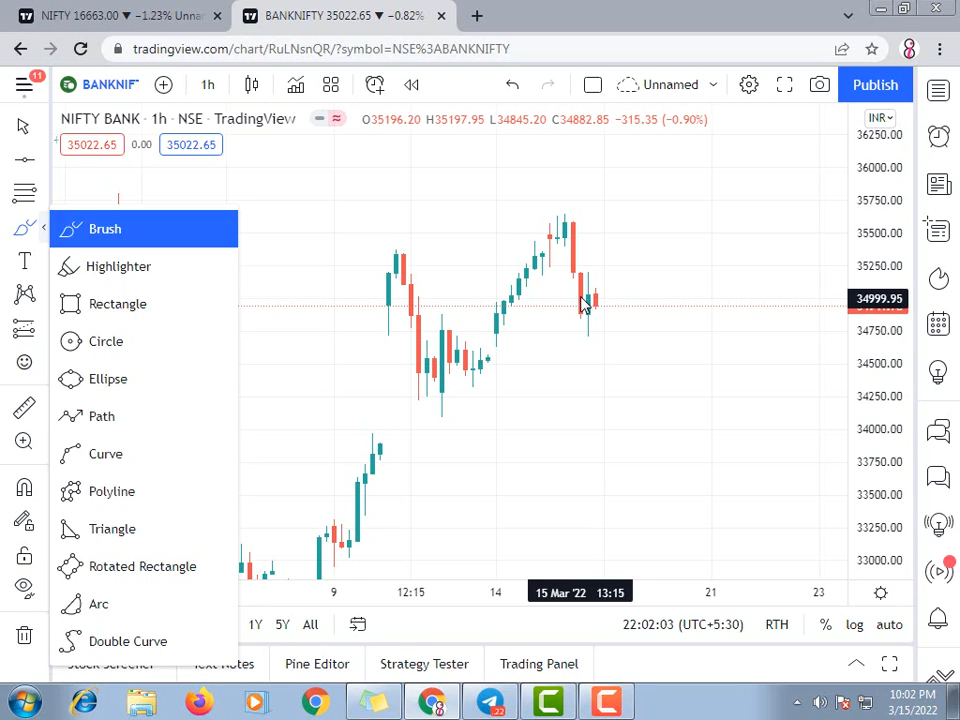 NIFTY 16663.00 ▼ −1.23% Unnar
BANKNIFTY 35022.65 ▼ −0.82%
tradingview.com/chart/RuLNsnQR/?symbol=NSE%3ABANKNIFTY
11
BANKNIF
1h
Unnamed
Publish
NIFTY BANK · 1h · NSE · TradingView
O35196.20 H35197.95 L34845.20 C34882.85 −315.35 (−0.90%)
INR
35022.65
0.00
35022.65
36250.00
36000.00
35750.00
35500.00
35250.00
34999.95
34750.00
34500.00
34250.00
34000.00
33750.00
33500.00
33250.00
33000.00
Brush
Highlighter
Rectangle
Circle
Ellipse
Path
Curve
Polyline
Triangle
Rotated Rectangle
Arc
Double Curve
9
12:15
14
15 Mar '22 13:15
21
23
1Y
5Y
All
22:02:03 (UTC+5:30)
RTH
%
log
auto
Stock Screener
Text Notes
Pine Editor
Strategy Tester
Trading Panel
22
10:02 PM
3/15/2022